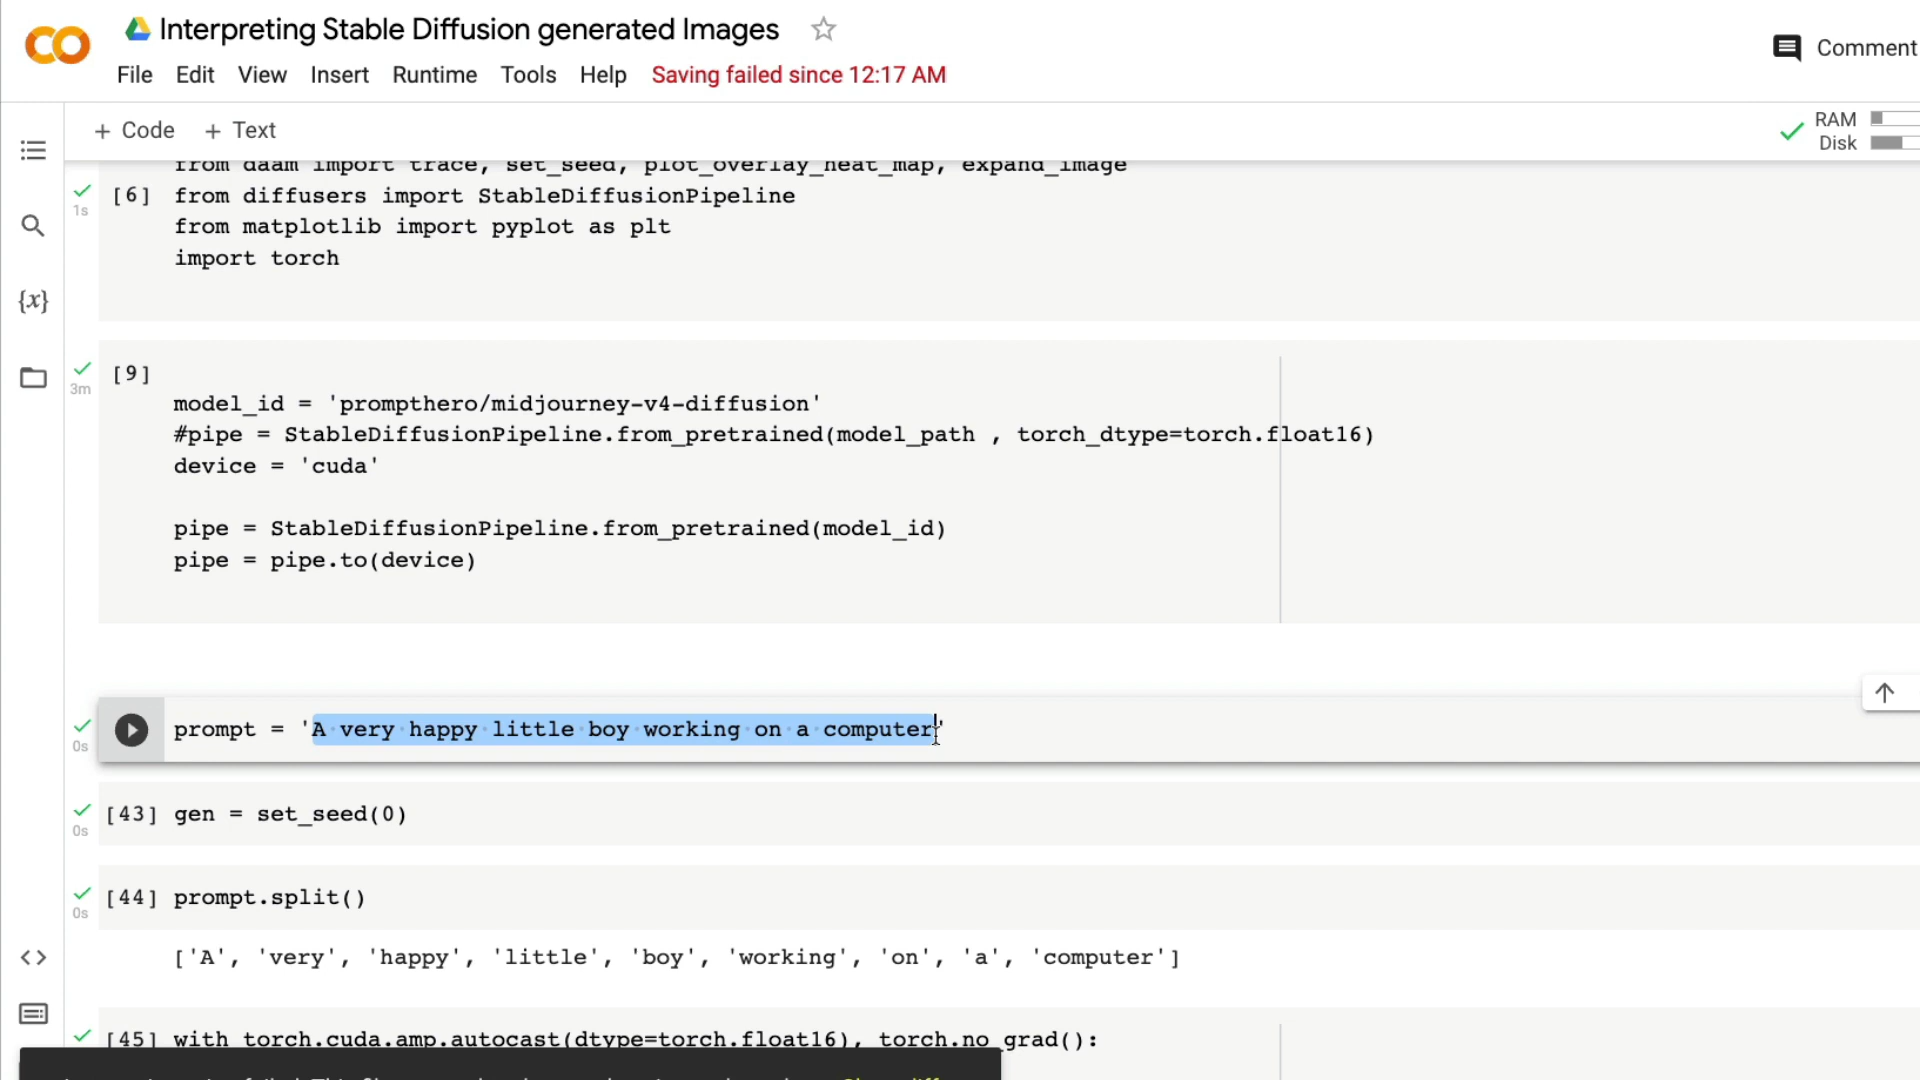 Interpreting Stable Diffusion generated Images
Comment
File Edit View Insert Runtime Tools Help Saving failed since 12:17 AM
+ Code + Text
RAM
Disk
from daam import trace, set_seed, plot_overlay_heat_map, expand_image
[6] from diffusers import StableDiffusionPipeline
1s
from matplotlib import pyplot as plt
import torch
{x}
[9]
3m
model_id = 'prompthero/midjourney-v4-diffusion'
#pipe = StableDiffusionPipeline.from_pretrained(model_path , torch_dtype=torch.float16)
device = 'cuda'
pipe = StableDiffusionPipeline.from_pretrained(model_id)
pipe = pipe.to(device)
prompt = 'A very happy little boy working on a computer'
0s
[43] gen = set_seed(0)
0s
[44] prompt.split()
0s
['A', 'very', 'happy', 'little', 'boy', 'working', 'on', 'a', 'computer']
[45] with torch.cuda.amp.autocast(dtype=torch.float16), torch.no_grad():